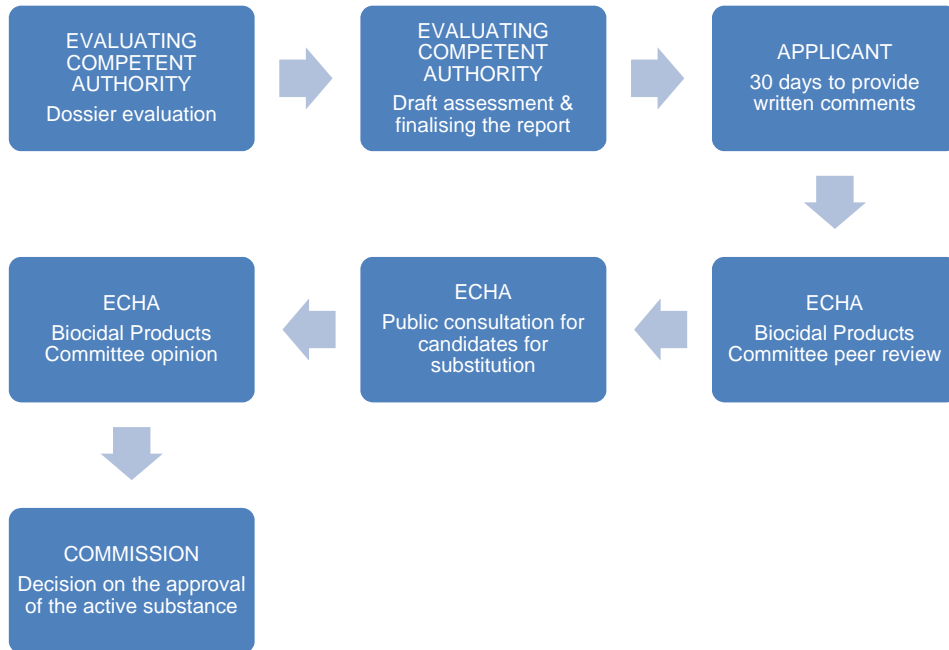 EVALUATING
COMPETENT
AUTHORITY
Dossier evaluation
EVALUATING
COMPETENT
AUTHORITY
Draft assessment &
finalising the report
APPLICANT
30 days to provide
written comments
ECHA
Biocidal Products
Committee peer review
ECHA
Public consultation for
candidates for
substitution
ECHA
Biocidal Products
Committee opinion
COMMISSION
Decision on the approval
of the active substance